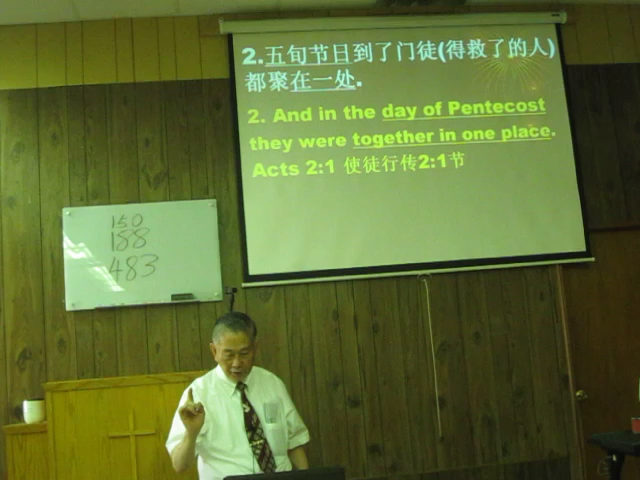 2.五旬节日到了门徒(得救了的人)
都聚在一处.
2. And in the day of Pentecost
they were together in one place.
Acts 2:1 使徒行传2:1节
150
188
483